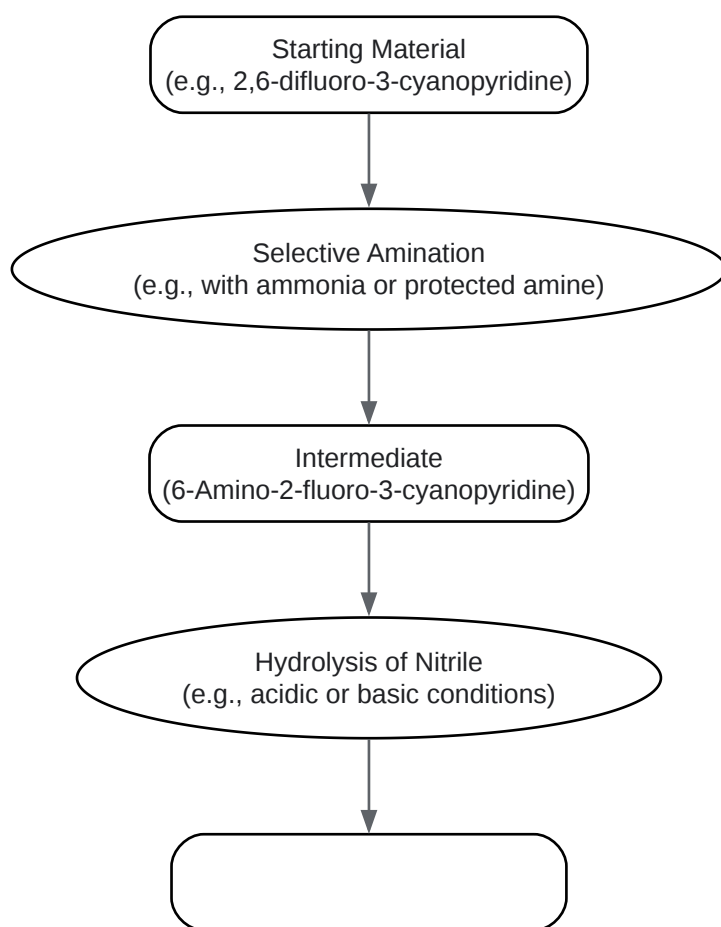 Starting Material
(e.g., 2,6-difluoro-3-cyanopyridine)
Selective Amination
(e.g., with ammonia or protected amine)
Intermediate
(6-Amino-2-fluoro-3-cyanopyridine)
Hydrolysis of Nitrile
(e.g., acidic or basic conditions)